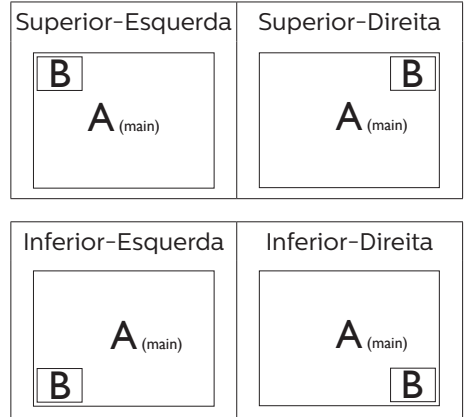 Superior-Esquerda
Superior-Direita
B
A (main)
B
A (main)
Inferior-Esquerda
Inferior-Direita
A (main)
B
A (main)
B